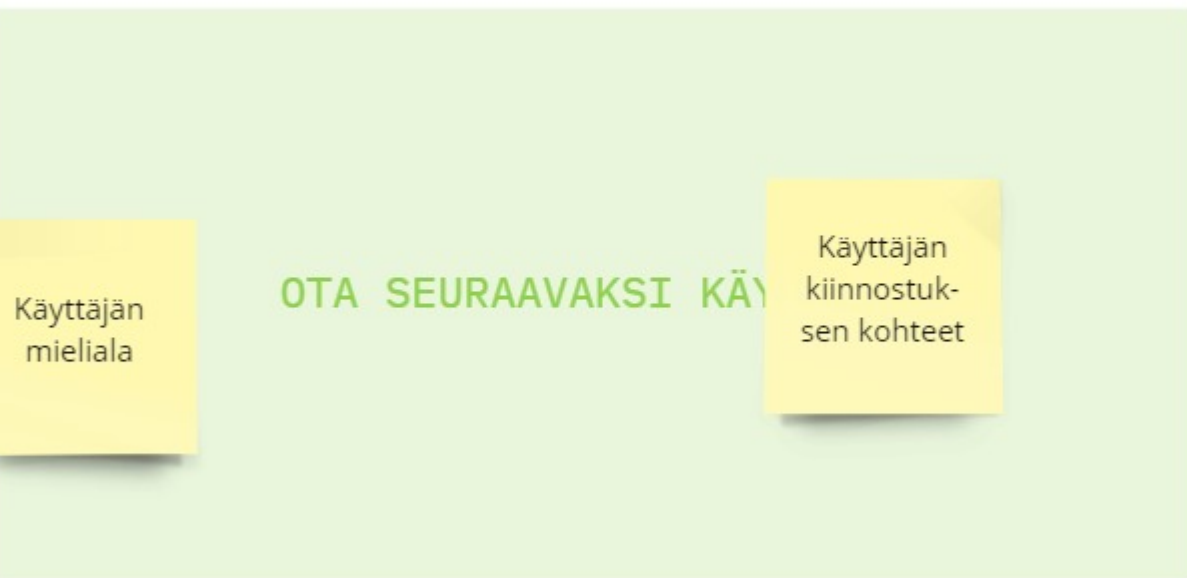 Käyttäjän
mieliala
OTA SEURAAVAKSI
Käyttäjän
kiinnostuk-
sen kohteet